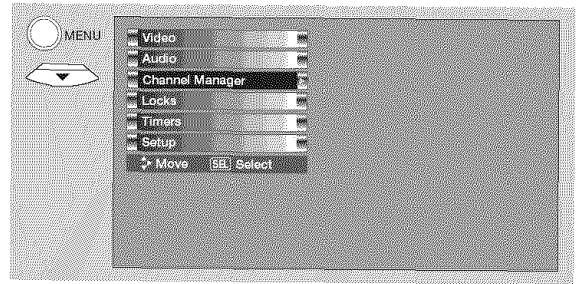 MENU
Video
Audio
Channel Manager
Locks
Timers
Setup
Move SEL Select